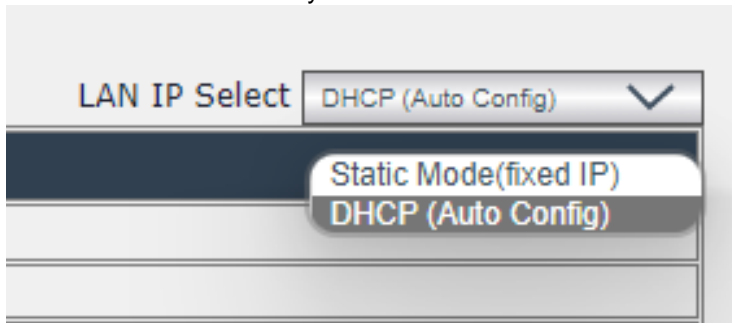 LAN IP Select DHCP (Auto Config)
Static Mode(fixed IP)
DHCP (Auto Config)